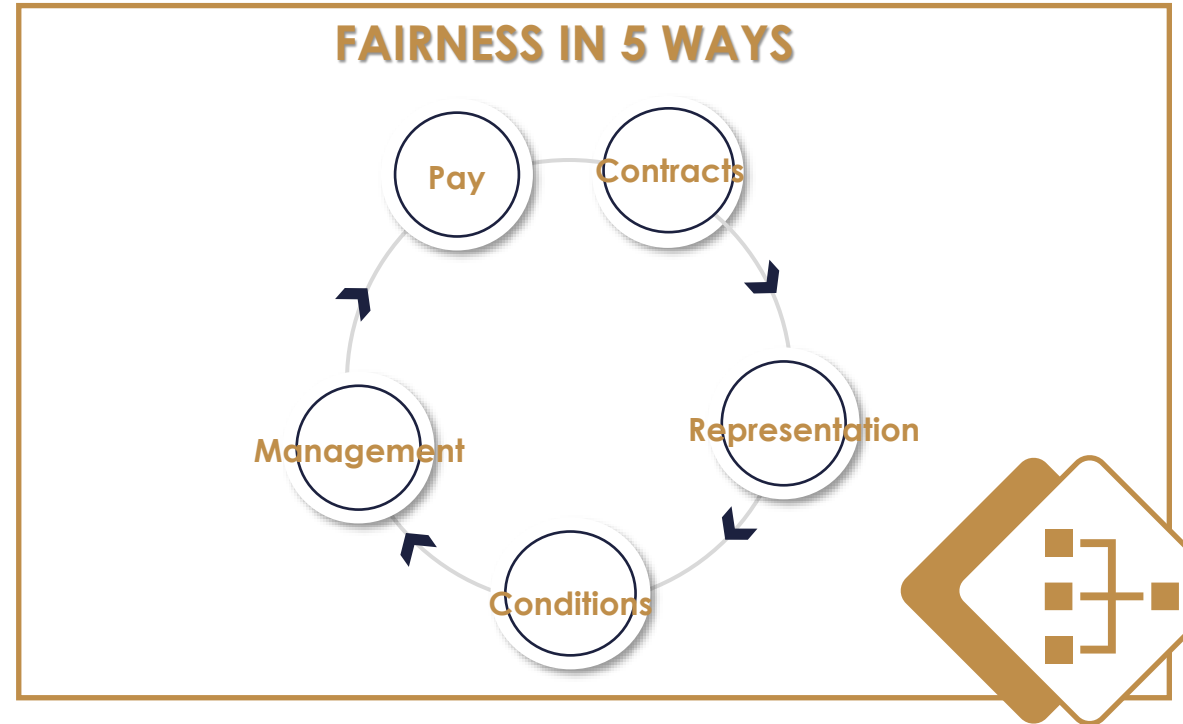 FAIRNESS IN 5 WAYS
Pay
Contracts
Representation
Conditions
Management